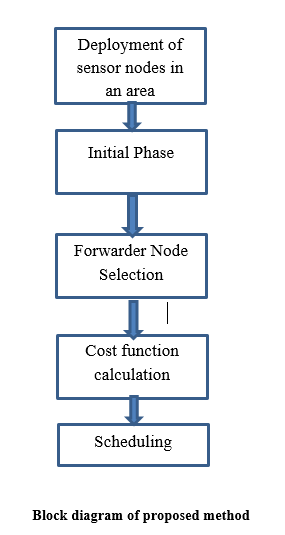 Deployment of
sensor nodes in
an area
Initial Phase
Forwarder Node
Selection
Cost function
calculation
Scheduling
Block diagram of proposed method